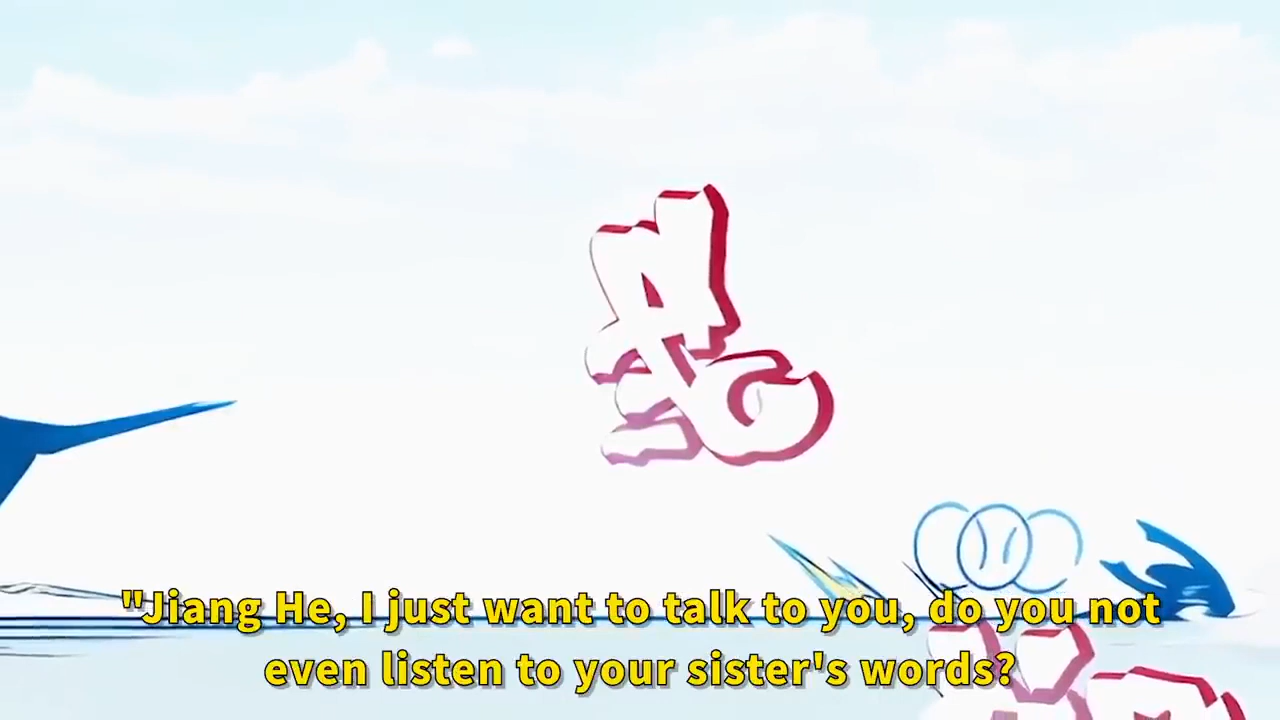 "Jiang He, I just want to talk to you, do you not
even listen to your sister's words?